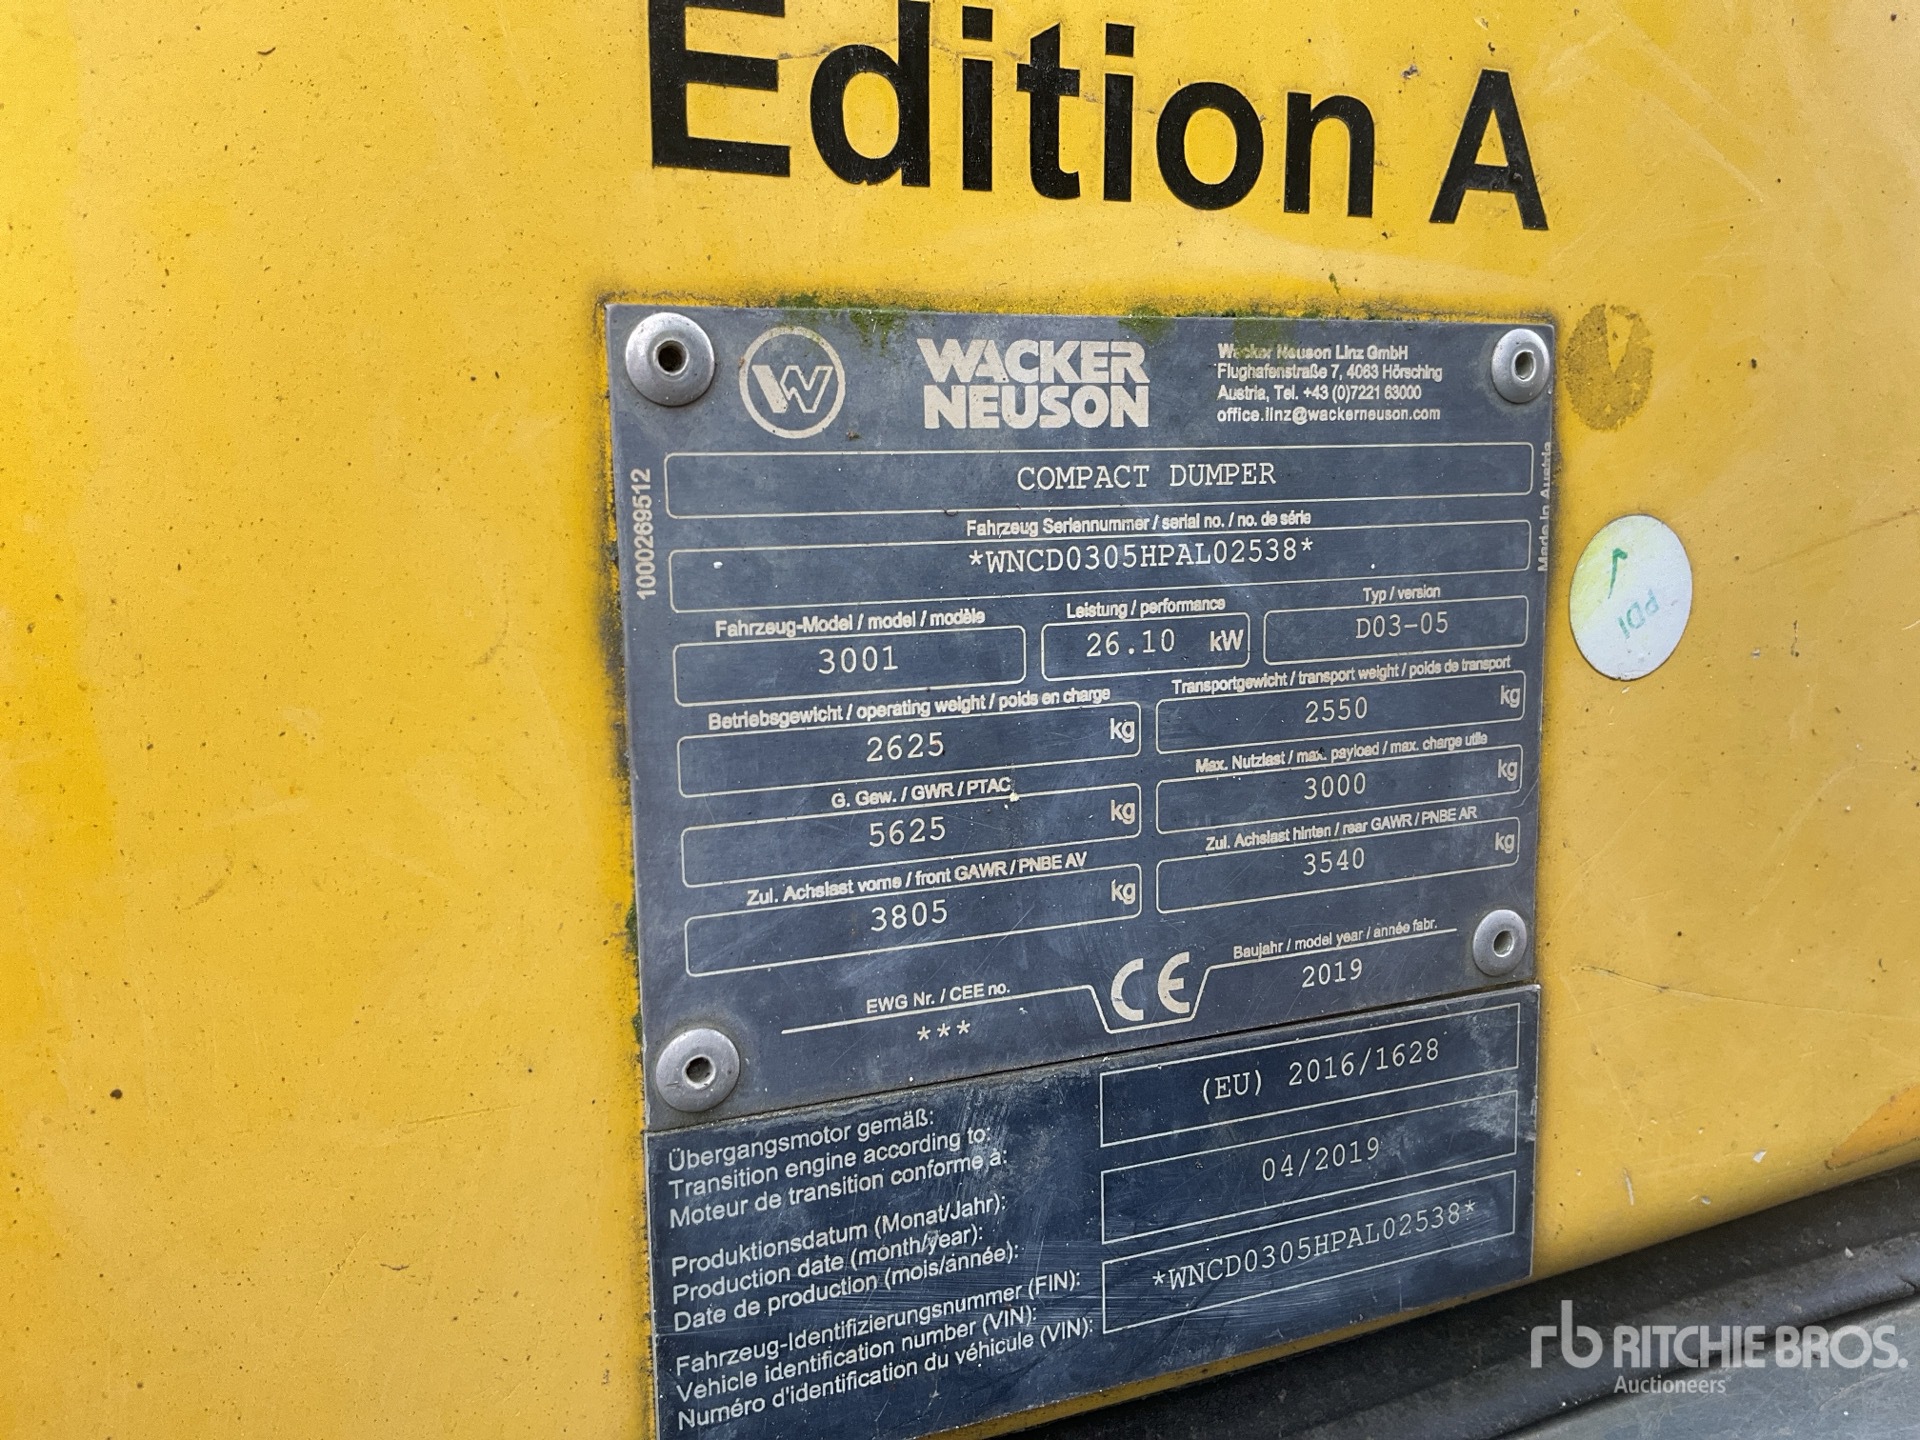 Edition A
W
WACKER
NEUSON
Wacker Neuson Linz GmbH
Flughafenstraße 7, 4063 Hörsching
Austria, Tel. +43 (0)7221 63000
office.linz@wackerneuson.com
1000269512
Made in Austria
COMPACT DUMPER
Fahrzeug Seriennummer / serial no. / no. de série
*WNCD0305HPAL02538*
Fahrzeug-Model / model / modèle
3001
Leistung / performance
26.10 kW
Typ / version
D03-05
Betriebsgewicht / operating weight / poids en charge
2625 kg
Transportgewicht / transport weight / poids de transport
2550 kg
G. Gew. / GWR / PTAC
5625 kg
Max. Nutzlast / max. payload / max. charge utile
3000 kg
Zul. Achslast vorne / front GAWR / PNBE AV
3805 kg
Zul. Achslast hinten / rear GAWR / PNBE AR
3540 kg
EWG Nr. / CEE no.
***
CE
Baujahr / model year / année fabr.
2019
Übergangsmotor gemäß:
Transition engine according to:
Moteur de transition conforme à:
(EU) 2016/1628
Produktionsdatum (Monat/Jahr):
Production date (month/year):
Date de production (mois/année):
04/2019
Fahrzeug-Identifizierungsnummer (FIN):
Vehicle identification number (VIN):
Numéro d'identification du véhicule (VIN):
*WNCD0305HPAL02538*
PDI
rb RITCHIE BROS.
Auctioneers